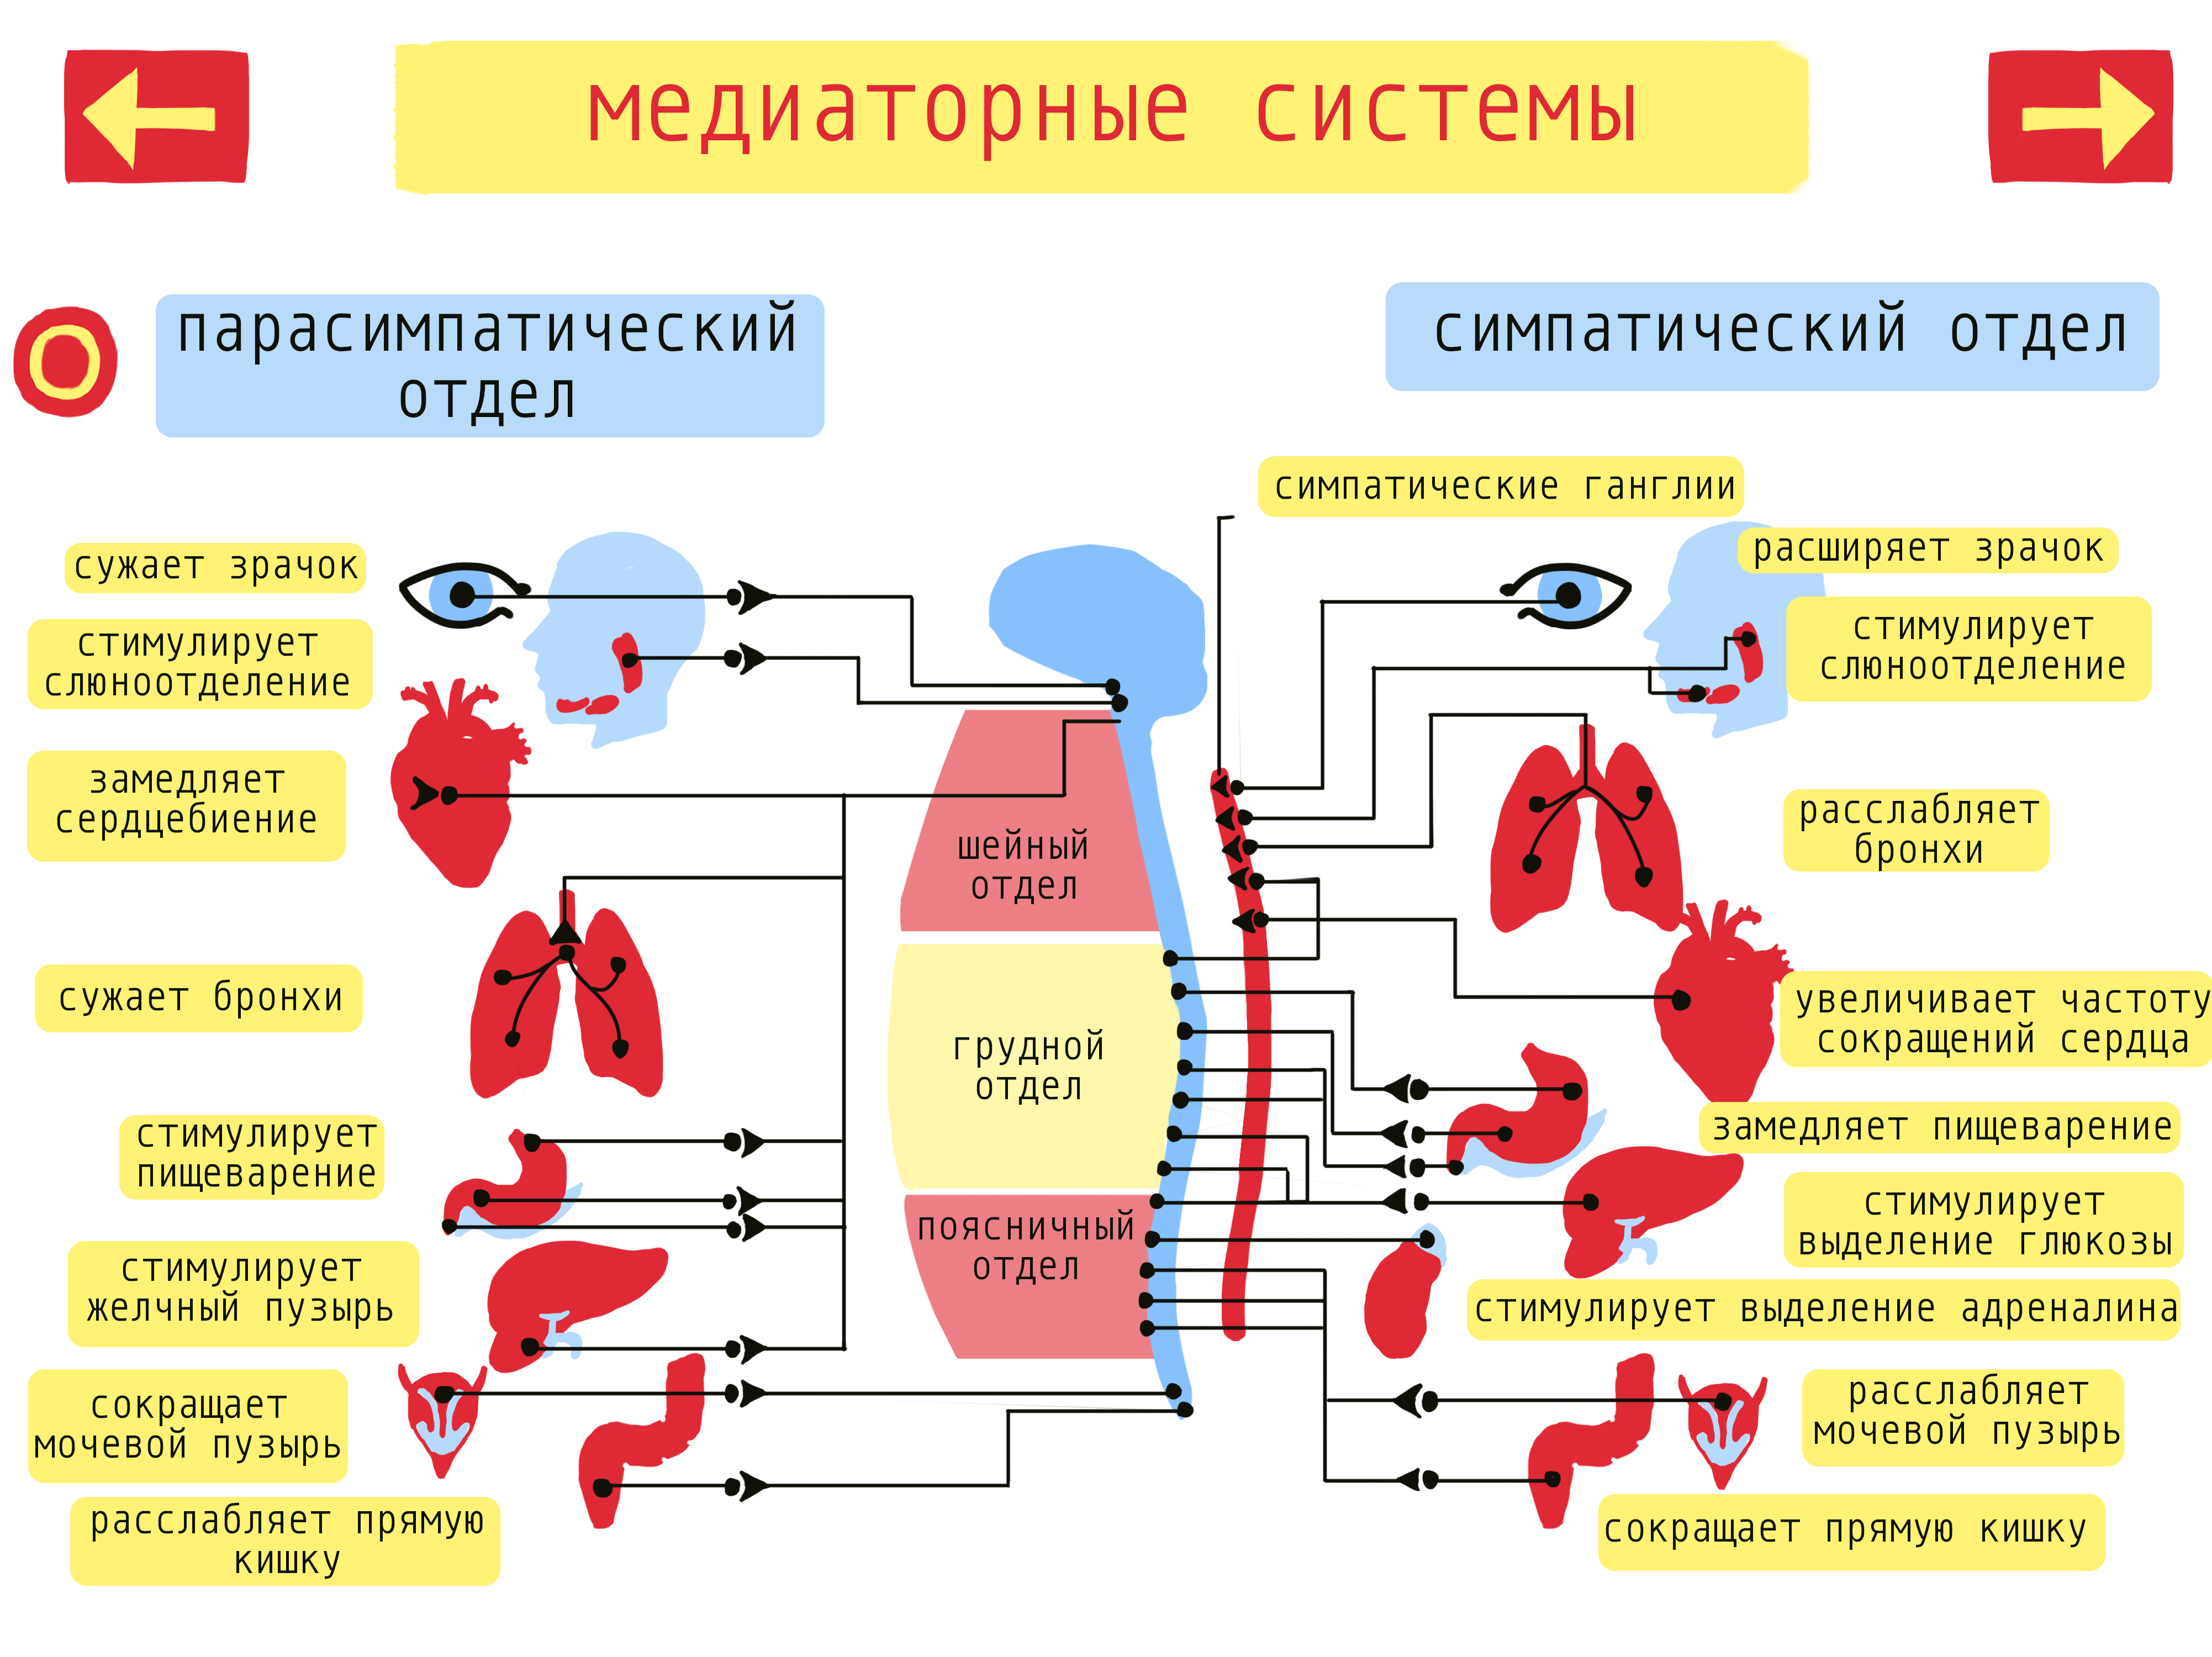 медиаторные системы
парасимпатический
отдел
симпатический отдел
симпатические ганглии
сужает зрачок
стимулирует
слюноотделение
замедляет
сердцебиение
сужает бронхи
стимулирует
пищеварение
стимулирует
желчный пузырь
сокращает
мочевой пузырь
расслабляет прямую
кишку
шейный
отдел
грудной
отдел
поясничный
отдел
расширяет зрачок
стимулирует
слюноотделение
расслабляет
бронхи
увеличивает частоту
сокращений сердца
замедляет пищеварение
стимулирует
выделение глюкозы
стимулирует выделение адреналина
расслабляет
мочевой пузырь
сокращает прямую кишку